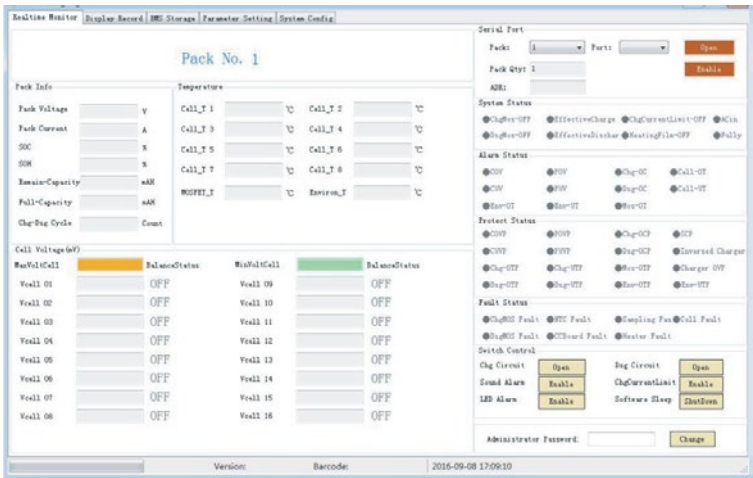 Realtime Monitor Display Record BMS Storage Parameter Setting System Config
Pack No. 1
Pack Info
Pack Voltage V
Pack Current A
SOC %
SOH %
Remain-Capacity mAH
Full-Capacity mAH
Chg-Dsg Cycle Count
Temperature
Cell_T 1 ℃ Cell_T 2 ℃
Cell_T 3 ℃ Cell_T 4 ℃
Cell_T 5 ℃ Cell_T 6 ℃
Cell_T 7 ℃ Cell_T 8 ℃
MOSFET_T ℃ Environ_T ℃
Cell Voltage(mV)
MaxVoltCell BalanceStatus MinVoltCell BalanceStatus
Vcell 01 OFF Vcell 09 OFF
Vcell 02 OFF Vcell 10 OFF
Vcell 03 OFF Vcell 11 OFF
Vcell 04 OFF Vcell 12 OFF
Vcell 05 OFF Vcell 13 OFF
Vcell 06 OFF Vcell 14 OFF
Vcell 07 OFF Vcell 15 OFF
Vcell 08 OFF Vcell 16 OFF
Serial Port
Pack: 1 Port: Open
Pack Qty: 1 Enable
ADR:
System Status
ChgMos-OFF EffectiveCharge ChgCurrentLimit-OFF ACin
DsgMos-OFF EffectiveDischar HeatingFilm-OFF Fully
Alarm Status
COV POV Chg-OC Cell-OT
CUV PUV Dsg-OC Cell-UT
Env-OT Env-UT Mos-OT
Protect Status
COVP POVP Chg-OCP SCP
CUVP PUVP Dsg-OCP Inversed Charger
Chg-OTP Chg-UTP Mos-OTP Charger OVP
Dsg-OTP Dsg-UTP Env-OTP Env-UTP
Fault Status
ChgMOS Fault NTC Fault Sampling Fau Cell Fault
DsgMOS Fault CCBoard Fault Heater Fault
Switch Control
Chg Circuit Open Dsg Circuit Open
Sound Alarm Enable ChgCurrentLimit Enable
LED Alarm Enable Software Sleep ShutDown
Administrator Password: Change
Version: Barcode: 2016-09-08 17:09:10